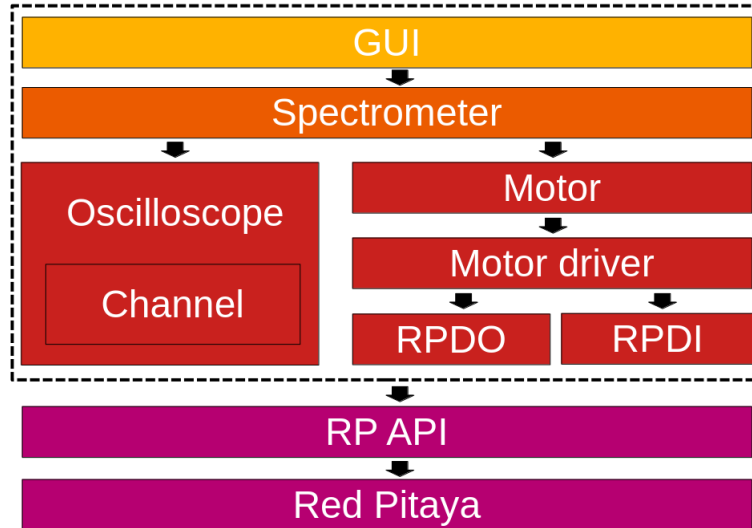 GUI
Spectrometer
Oscilloscope
Channel
Motor
Motor driver
RPDO
RPDI
RP API
Red Pitaya